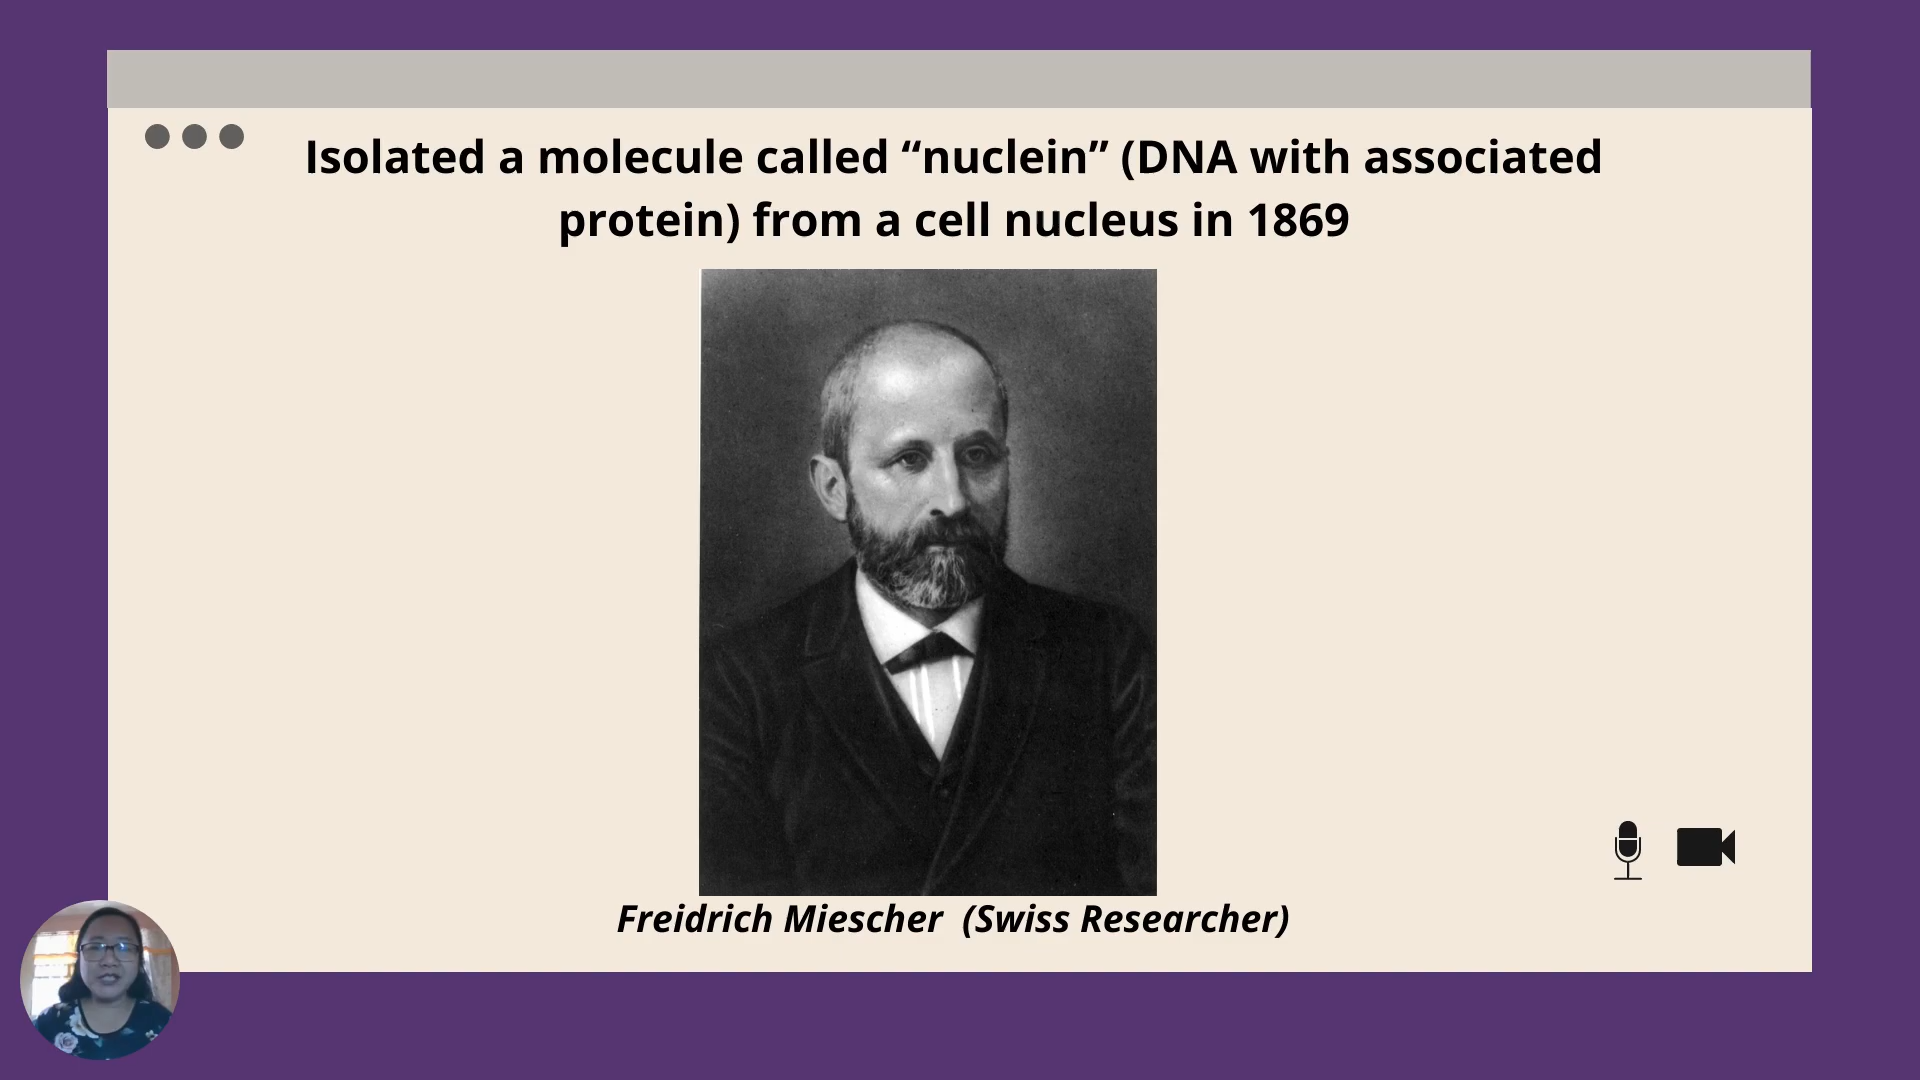 Isolated a molecule called “nuclein” (DNA with associated
protein) from a cell nucleus in 1869
Freidrich Miescher  (Swiss Researcher)